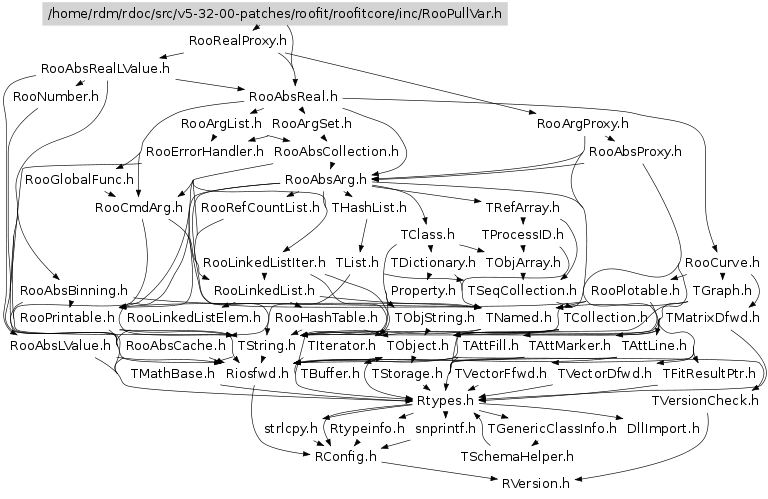 /home/rdm/rdoc/src/v5-32-00-patches/roofit/roofitcore/inc/RooPullVar.h
RooRealProxy.h
RooAbsRealLValue.h
RooNumber.h RooAbsReal.h
RooArgList.h RooArgSet.h RooArgProxy.h
RooErrorHandler.h RooAbsCollection.h RooAbsProxy.h
RooGlobalFunc.h RooAbsArg.h
RooCmdArg.h RooRefCountList.h THashList.h TRefArray.h
TClass.h TProcessID.h
RooLinkedListIter.h TList.h TDictionary.h TObjArray.h RooCurve.h
RooAbsBinning.h RooLinkedList.h Property.h TSeqCollection.h RooPlotable.h TGraph.h
RooPrintable.h RooLinkedListElem.h RooHashTable.h TObjString.h TNamed.h TCollection.h TMatrixDfwd.h
RooAbsLValue.h RooAbsCache.h TString.h TIterator.h TObject.h TAttFill.h TAttMarker.h TAttLine.h
TMathBase.h Riosfwd.h TBuffer.h TStorage.h TVectorFfwd.h TVectorDfwd.h TFitResultPtr.h
Rtypes.h TVersionCheck.h
strlcpy.h Rtypeinfo.h snprintf.h TGenericClassInfo.h DllImport.h
RConfig.h TSchemaHelper.h
RVersion.h